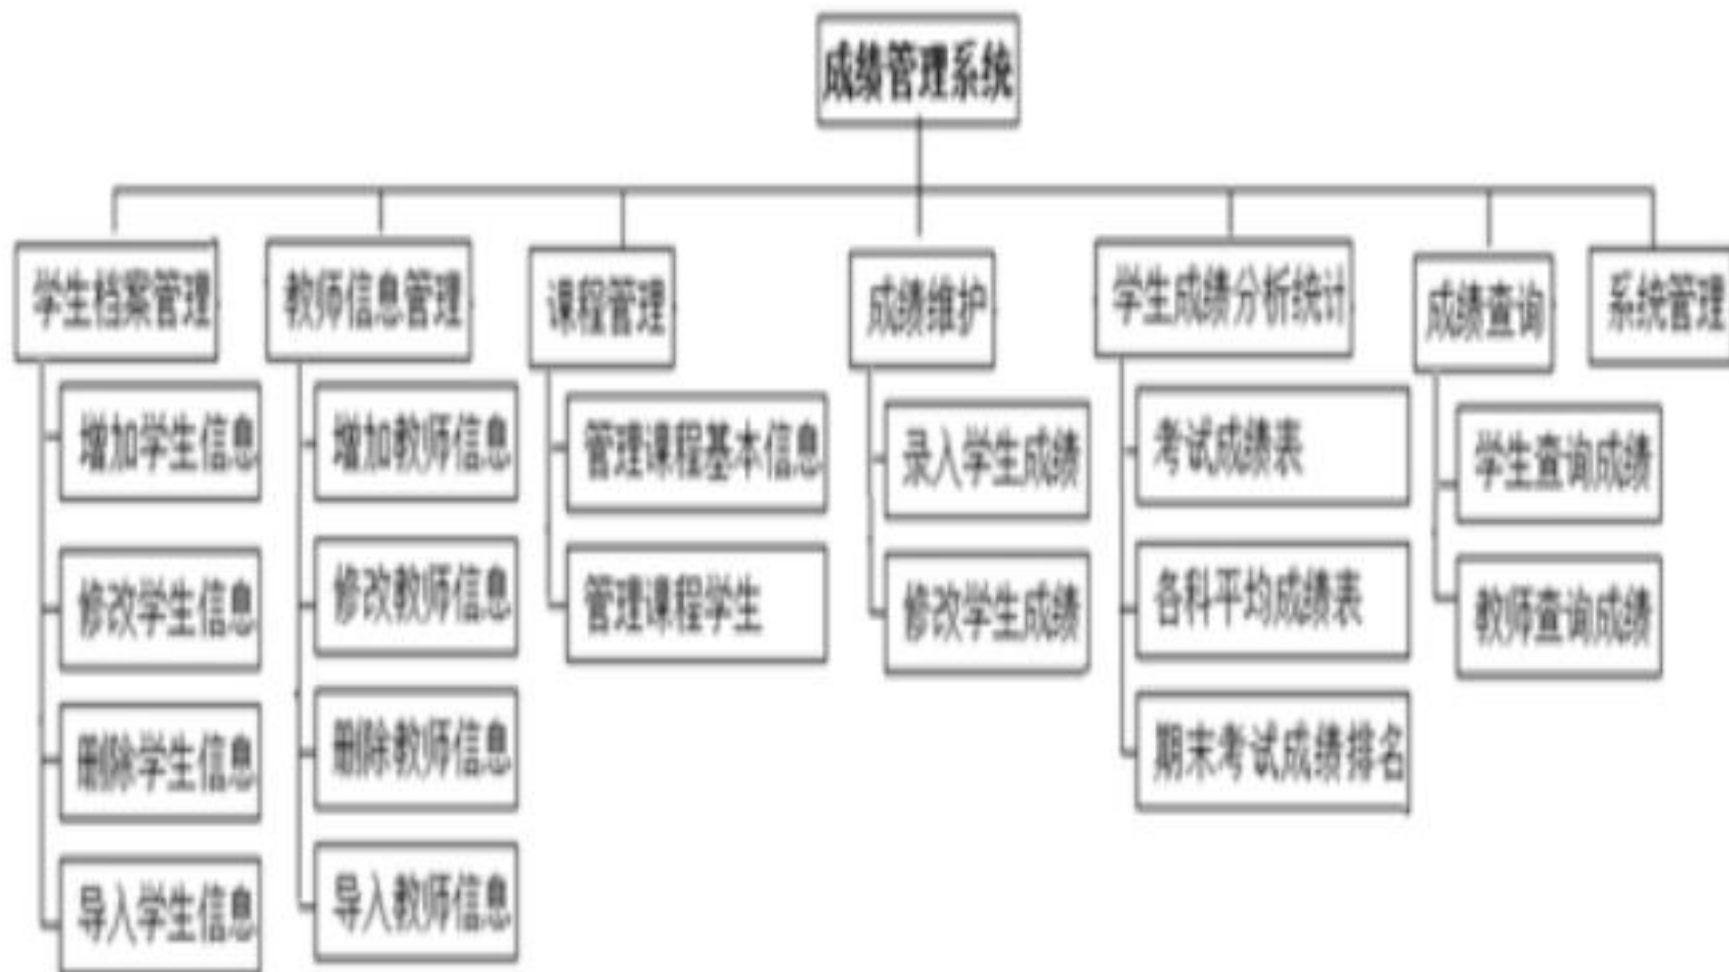 成绩管理系统
学生档案管理
教师信息管理
课程管理
成绩维护
学生成绩分析统计
成绩查询
系统管理
增加学生信息
修改学生信息
删除学生信息
导入学生信息
增加教师信息
修改教师信息
删除教师信息
导入教师信息
管理课程基本信息
管理课程学生
录入学生成绩
修改学生成绩
考试成绩表
各科平均成绩表
期末考试成绩排名
学生查询成绩
教师查询成绩